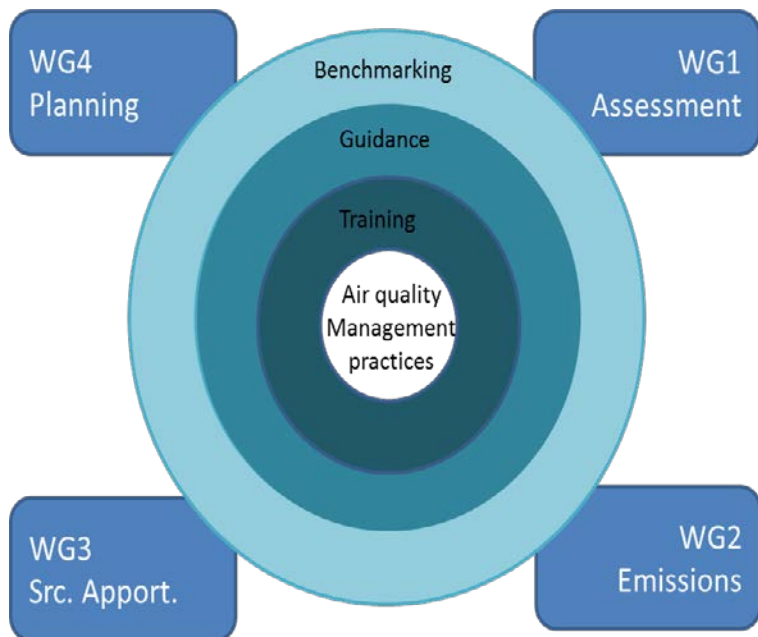 WG4
Planning
WG1
Assessment
Benchmarking
Guidance
Training
Air quality
Management
practices
WG3
Src. Apport.
WG2
Emissions